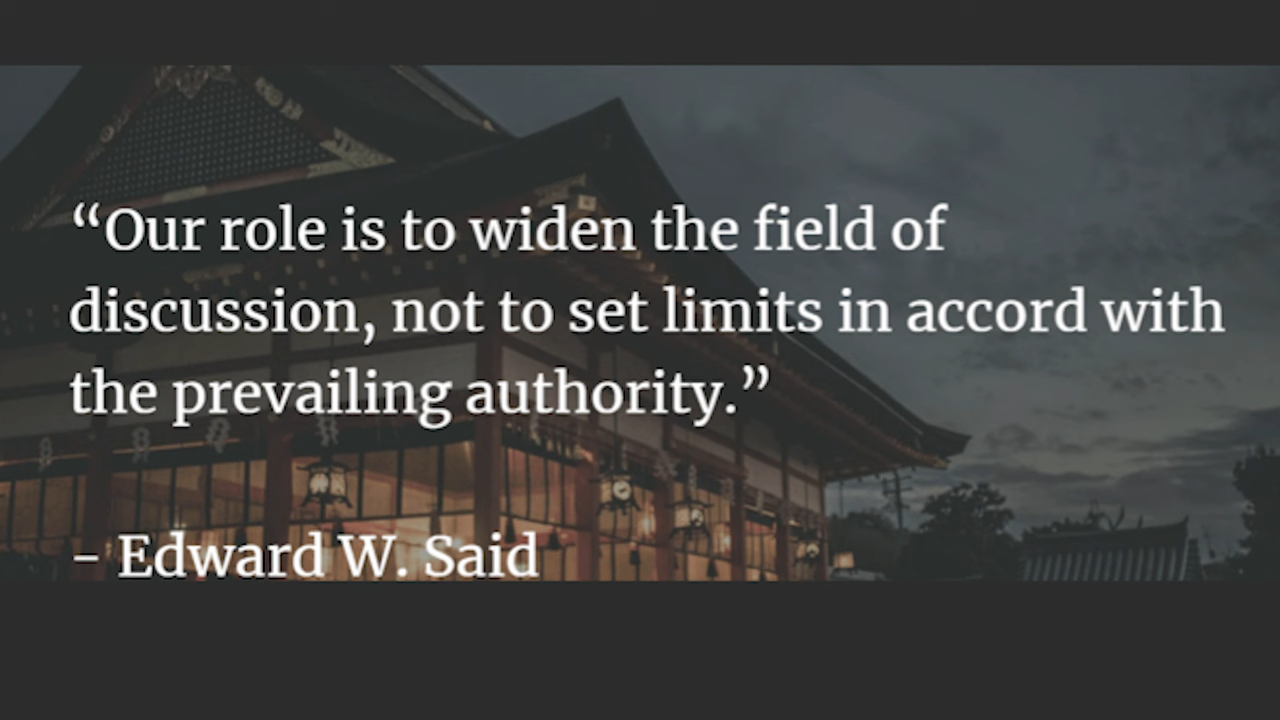 “Our role is to widen the field of
discussion, not to set limits in accord with
the prevailing authority.”
- Edward W. Said